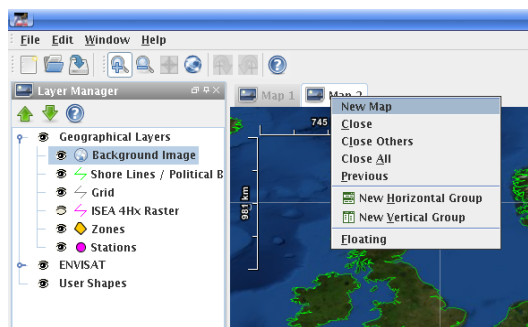 File Edit Window Help
Layer Manager
Map 1 Map 2
Geographical Layers
Background Image
Shore Lines / Political B
Grid
ISEA 4Hx Raster
Zones
Stations
ENVISAT
User Shapes
745
981 km
New Map
Close
Close Others
Close All
Previous
New Horizontal Group
New Vertical Group
Floating